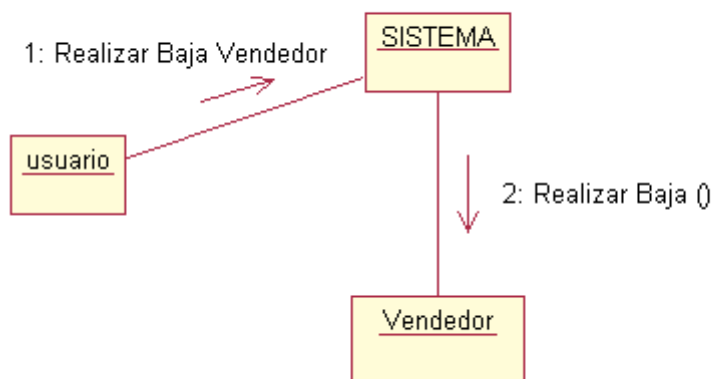 SISTEMA
1: Realizar Baja Vendedor
usuario
2: Realizar Baja ()
Vendedor